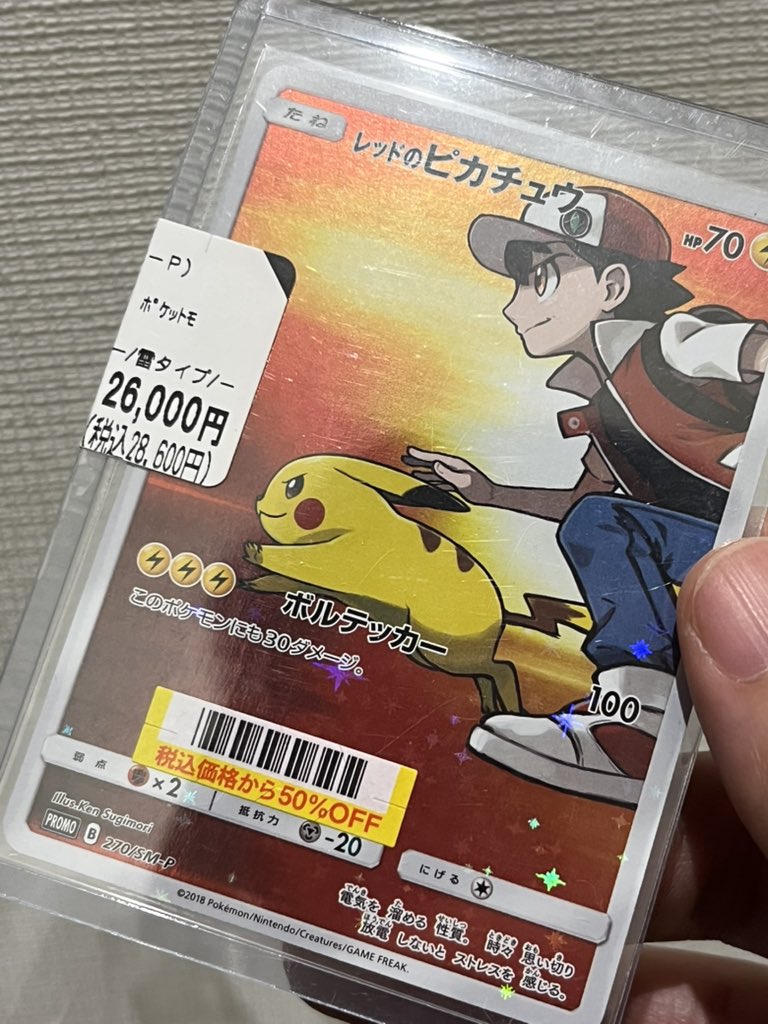 たね
レッドのピカチュウ
HP70
ーP)
ポケットモ
ー/雷タイプ/ー
26,000円
(税込28,600円)
ボルテッカー
100
このポケモンにも30ダメージ。
税込価格から50%OFF
弱点
×2
抵抗力
-20
にげる
Illus.Ken Sugimori
PROMO B 270/SM-P
©2018 Pokémon/Nintendo/Creatures/GAME FREAK.
電気を溜める性質。時々思い切り
放電しないとストレスを感じる。